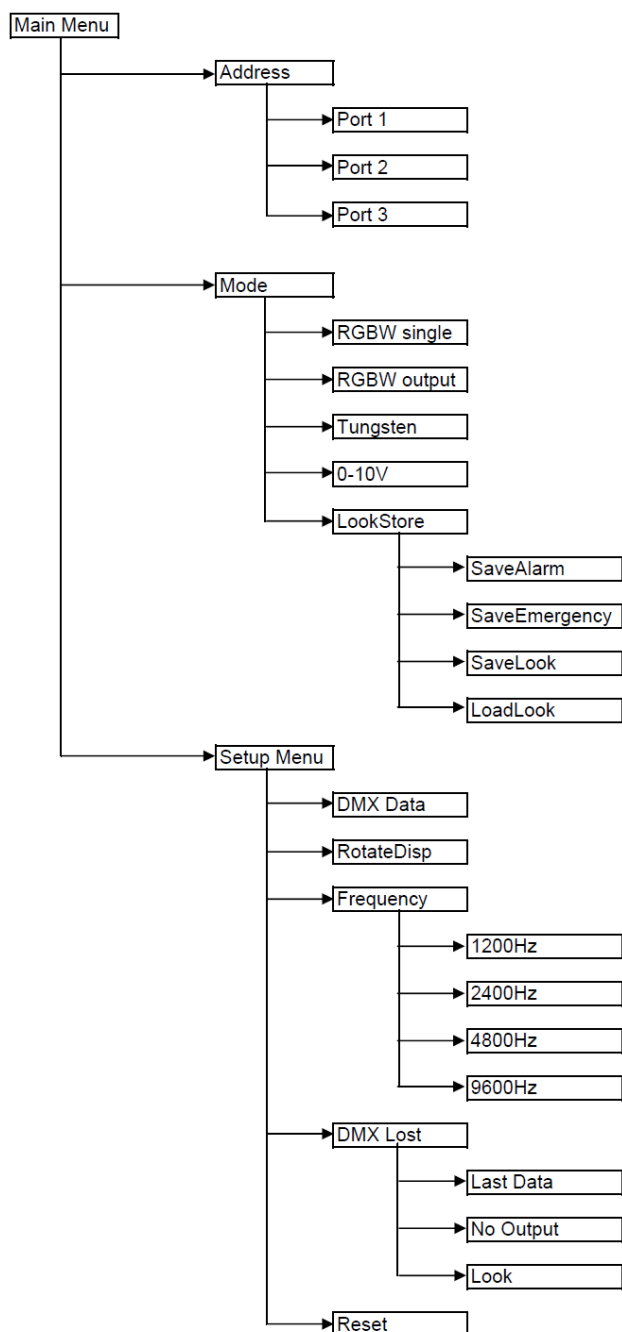 Main Menu
Address
Port 1
Port 2
Port 3
Mode
RGBW single
RGBW output
Tungsten
0-10V
LookStore
SaveAlarm
SaveEmergency
SaveLook
LoadLook
Setup Menu
DMX Data
RotateDisp
Frequency
1200Hz
2400Hz
4800Hz
9600Hz
DMX Lost
Last Data
No Output
Look
Reset